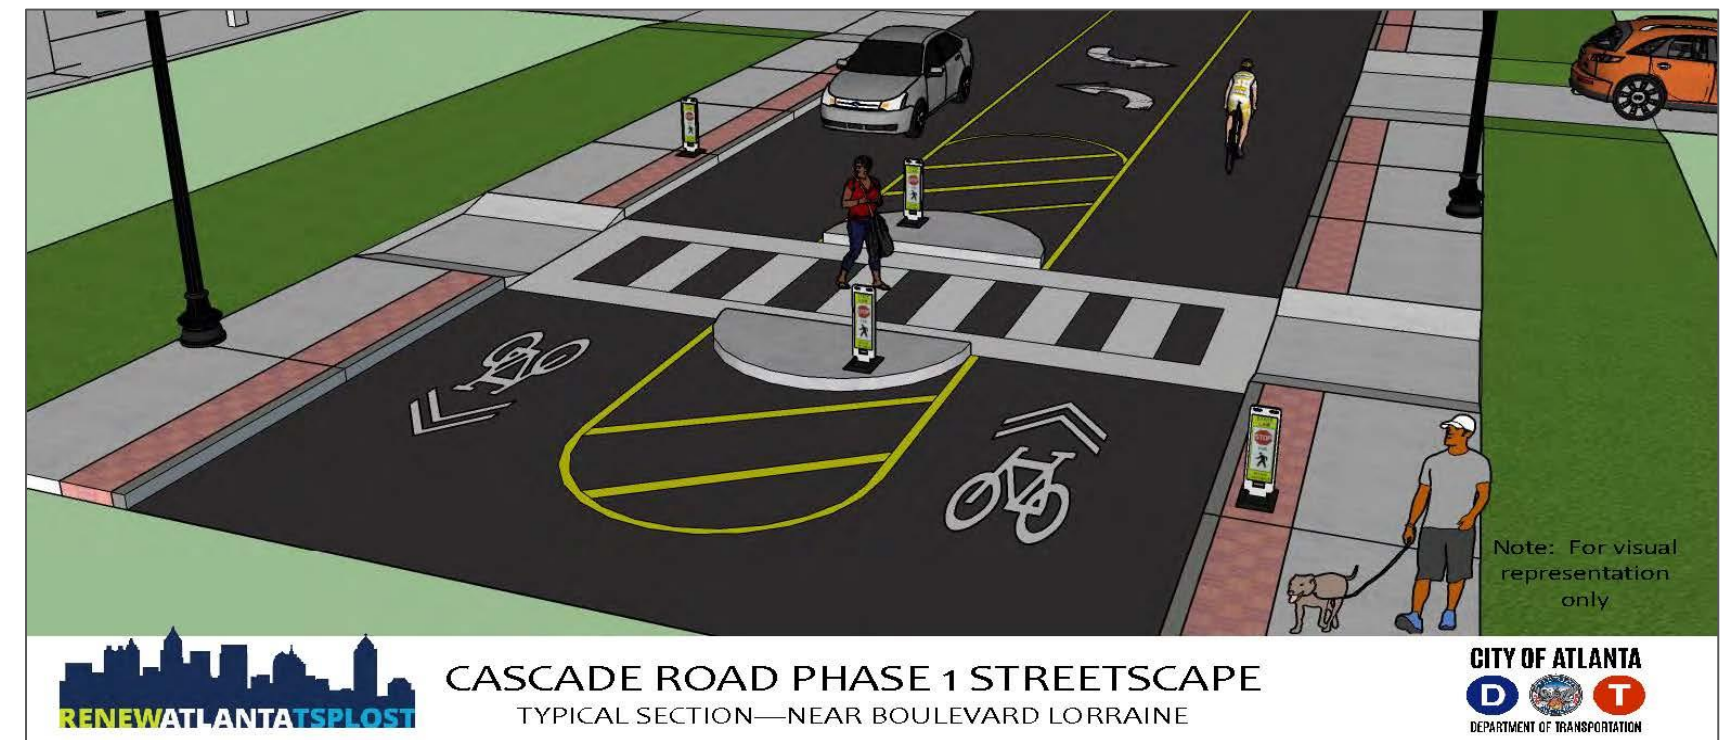 STOP
Note: For visual
representation
only
RENEWATLANTATSPLOST
CASCADE ROAD PHASE 1 STREETSCAPE
TYPICAL SECTION—NEAR BOULEVARD LORRAINE
CITY OF ATLANTA
D T
DEPARTMENT OF TRANSPORTATION